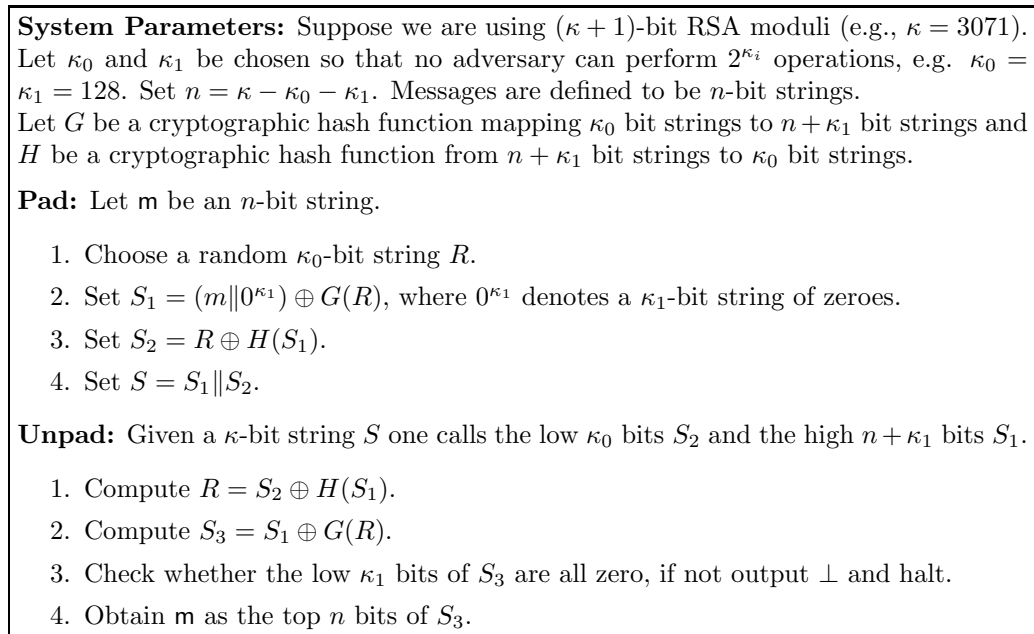 System Parameters: Suppose we are using (κ + 1)-bit RSA moduli (e.g., κ = 3071).
Let κ₀ and κ₁ be chosen so that no adversary can perform 2^{κᵢ} operations, e.g. κ₀ =
κ₁ = 128. Set n = κ − κ₀ − κ₁. Messages are defined to be n-bit strings.
Let G be a cryptographic hash function mapping κ₀ bit strings to n + κ₁ bit strings and
H be a cryptographic hash function from n + κ₁ bit strings to κ₀ bit strings.
Pad: Let m be an n-bit string.
1. Choose a random κ₀-bit string R.
2. Set S₁ = (m‖0^{κ₁}) ⊕ G(R), where 0^{κ₁} denotes a κ₁-bit string of zeroes.
3. Set S₂ = R ⊕ H(S₁).
4. Set S = S₁‖S₂.
Unpad: Given a κ-bit string S one calls the low κ₀ bits S₂ and the high n + κ₁ bits S₁.
1. Compute R = S₂ ⊕ H(S₁).
2. Compute S₃ = S₁ ⊕ G(R).
3. Check whether the low κ₁ bits of S₃ are all zero, if not output ⊥ and halt.
4. Obtain m as the top n bits of S₃.